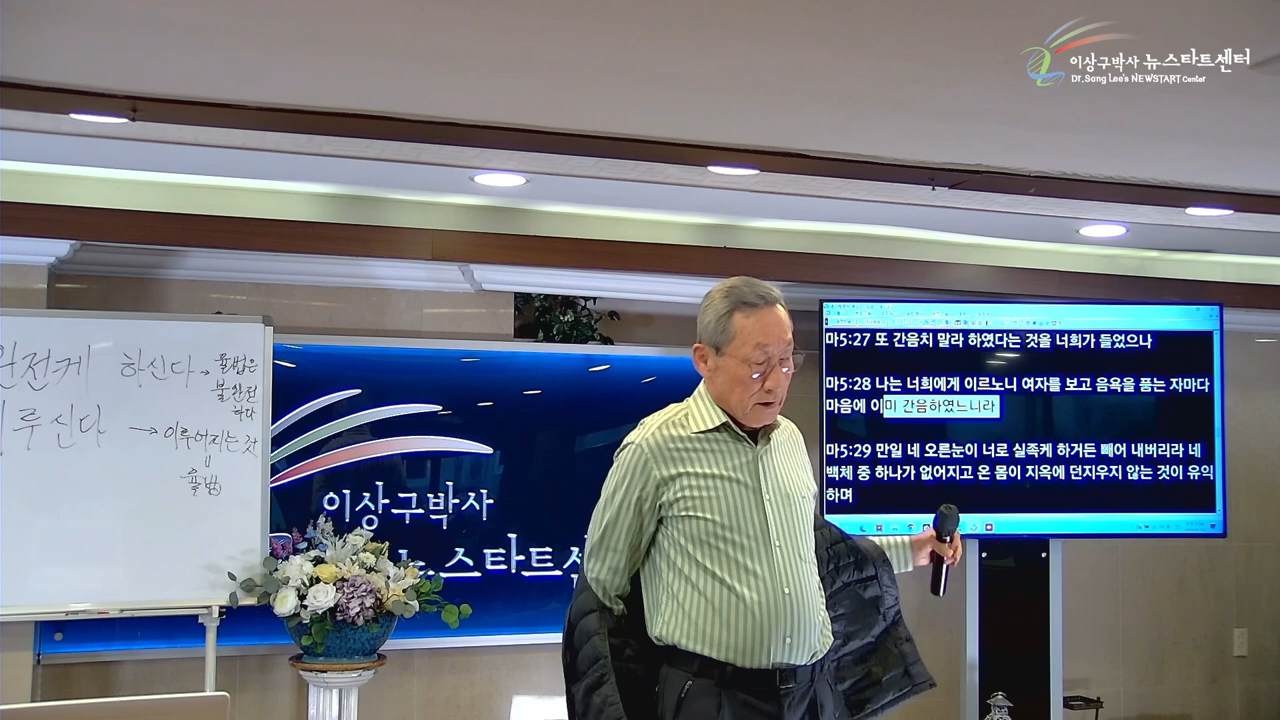 이상구박사 뉴스타트센터
Dr. Sang Lee's NEWSTART Center
완전케 하신다 → 율법은
불완전
하다
이루신다 → 이루어지는 것
율법
이상구박사
뉴스타트센
마5:27 또 간음치 말라 하였다는 것을 너희가 들었으나
마5:28 나는 너희에게 이르노니 여자를 보고 음욕을 품는 자마다
마음에 이미 간음하였느니라
마5:29 만일 네 오른눈이 너로 실족케 하거든 빼어 내버리라 네
백체 중 하나가 없어지고 온 몸이 지옥에 던지우지 않는 것이 유익
하며